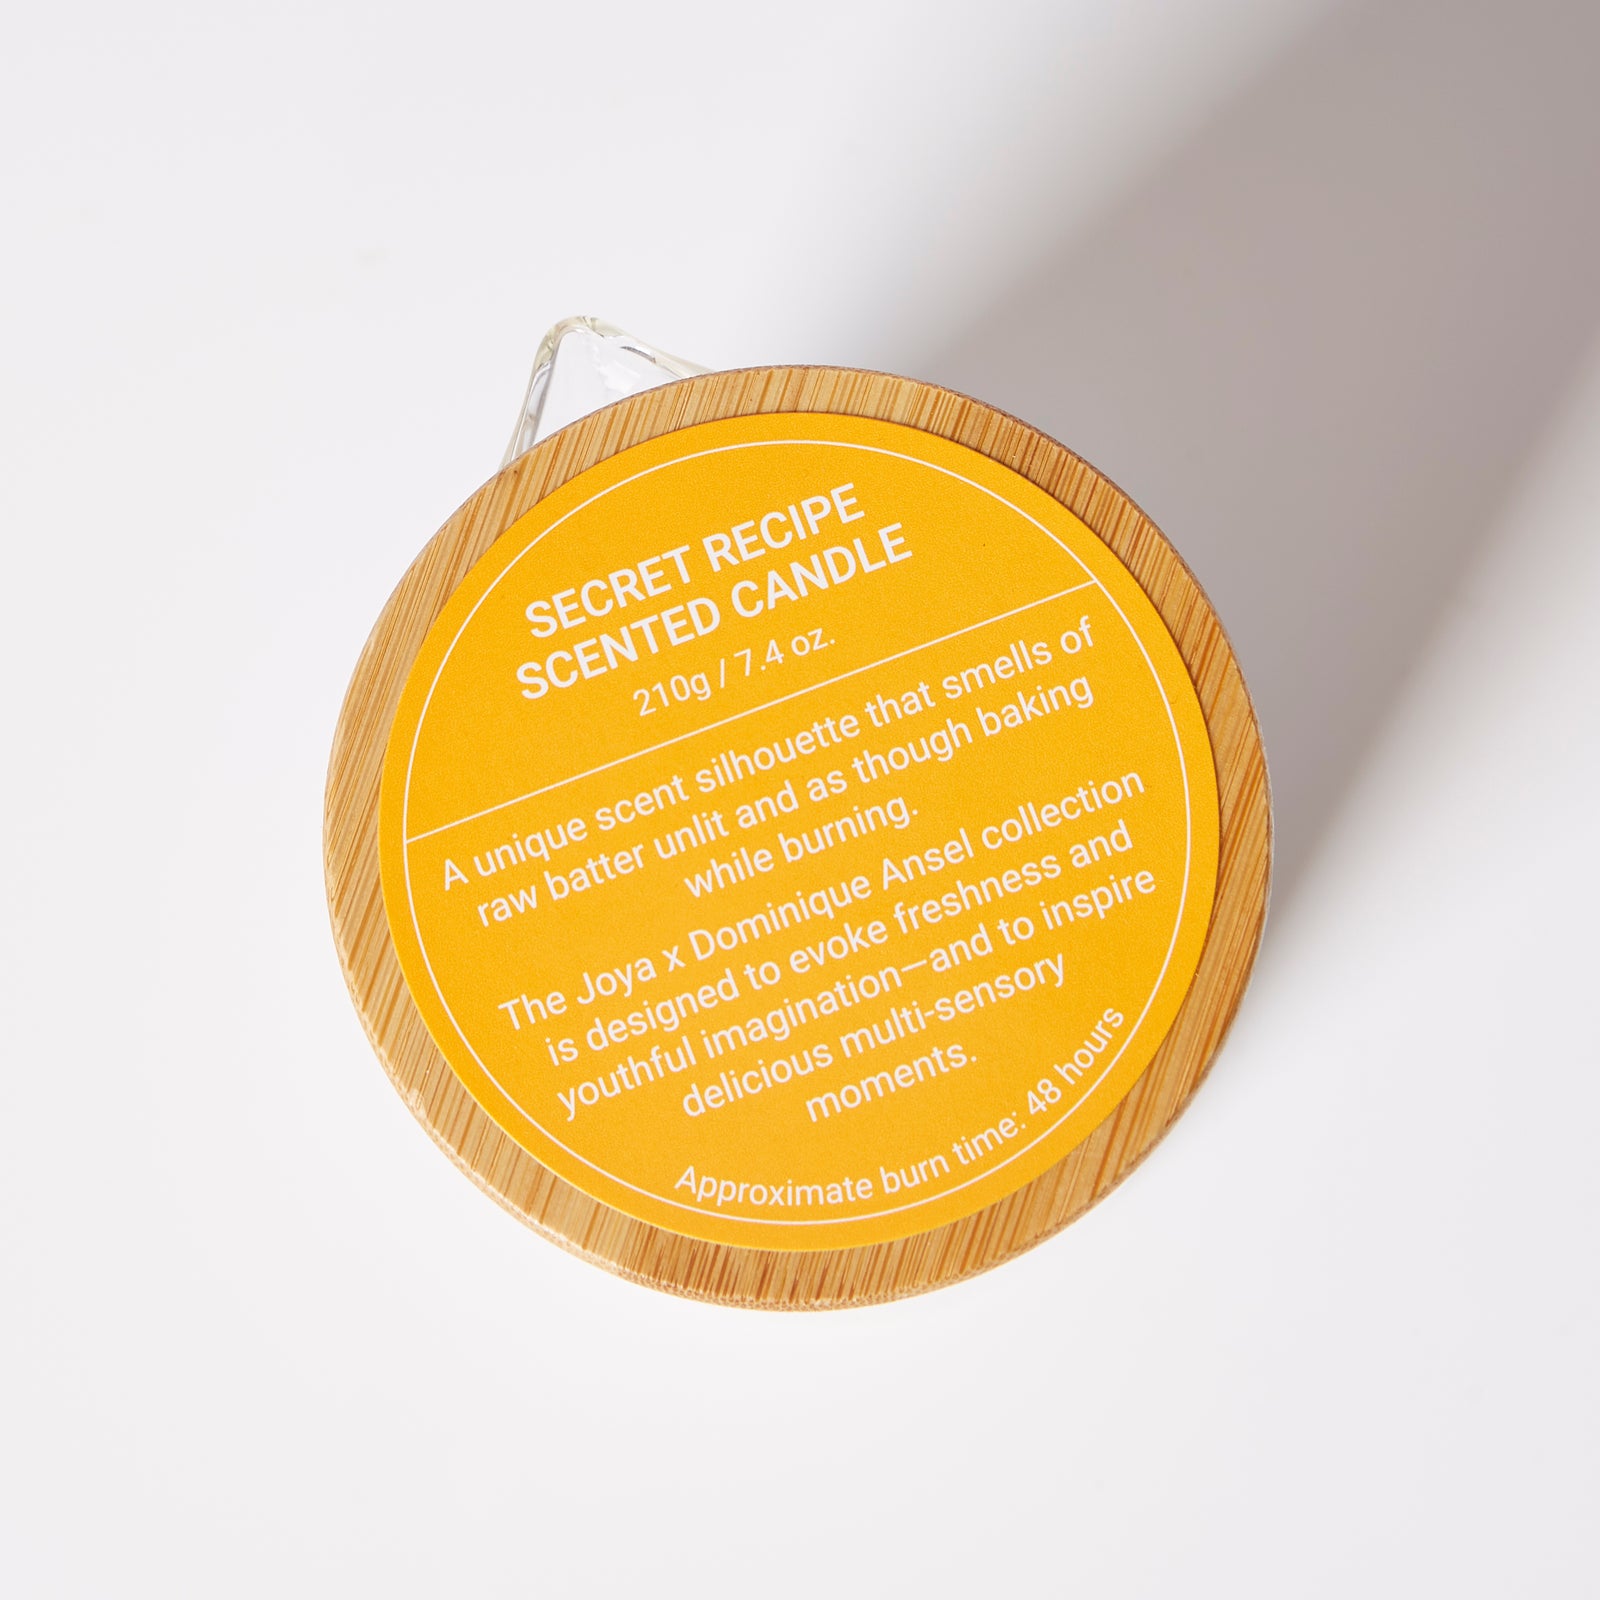 SECRET RECIPE
SCENTED CANDLE
210g / 7.4 oz.
A unique scent silhouette that smells of
raw batter unlit and as though baking
while burning.
The Joya x Dominique Ansel collection
is designed to evoke freshness and
youthful imagination—and to inspire
delicious multi-sensory
moments.
Approximate burn time: 48 hours